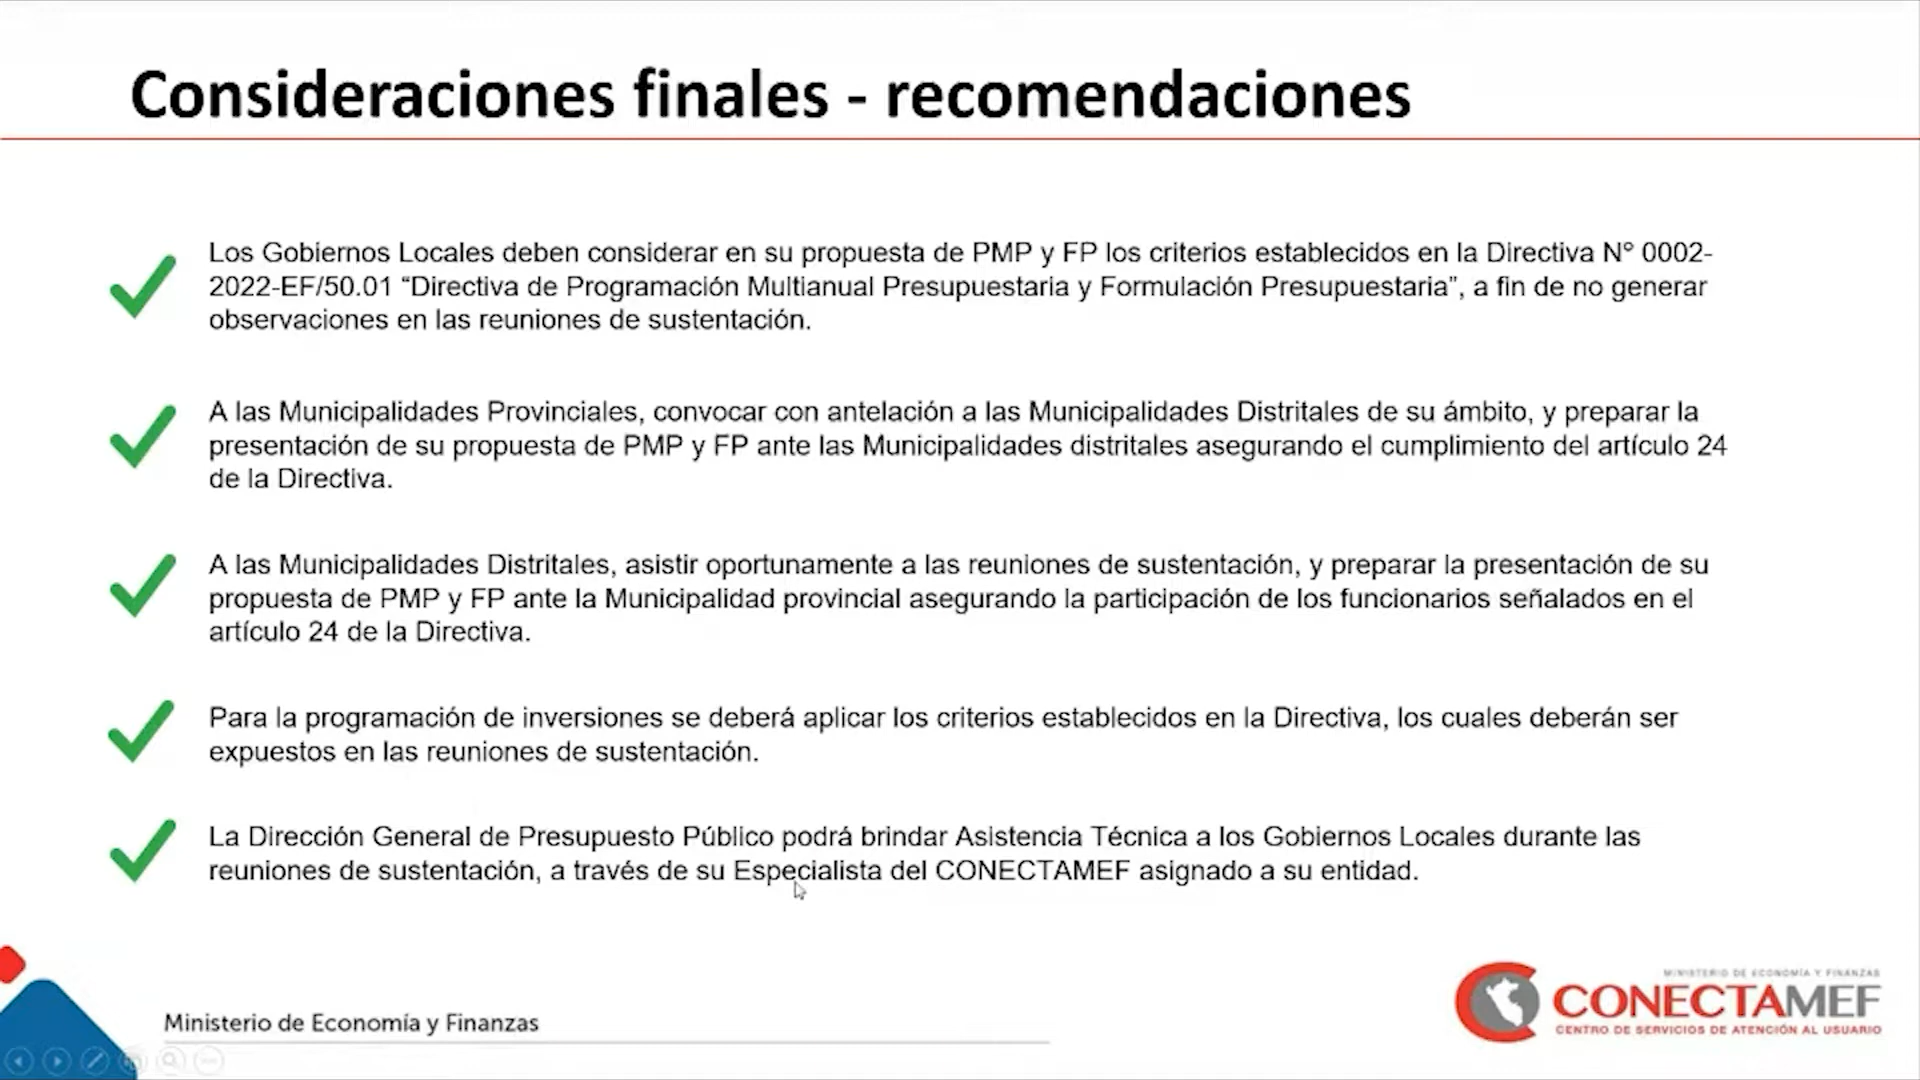 Consideraciones finales - recomendaciones
Los Gobiernos Locales deben considerar en su propuesta de PMP y FP los criterios establecidos en la Directiva Nº 0002-
2022-EF/50.01 “Directiva de Programación Multianual Presupuestaria y Formulación Presupuestaria”, a fin de no generar
observaciones en las reuniones de sustentación.
A las Municipalidades Provinciales, convocar con antelación a las Municipalidades Distritales de su ámbito, y preparar la
presentación de su propuesta de PMP y FP ante las Municipalidades distritales asegurando el cumplimiento del artículo 24
de la Directiva.
A las Municipalidades Distritales, asistir oportunamente a las reuniones de sustentación, y preparar la presentación de su
propuesta de PMP y FP ante la Municipalidad provincial asegurando la participación de los funcionarios señalados en el
artículo 24 de la Directiva.
Para la programación de inversiones se deberá aplicar los criterios establecidos en la Directiva, los cuales deberán ser
expuestos en las reuniones de sustentación.
La Dirección General de Presupuesto Público podrá brindar Asistencia Técnica a los Gobiernos Locales durante las
reuniones de sustentación, a través de su Especialista del CONECTAMEF asignado a su entidad.
Ministerio de Economía y Finanzas
MINISTERIO DE ECONOMÍA Y FINANZAS
CONECTAMEF
CENTRO DE SERVICIOS DE ATENCIÓN AL USUARIO